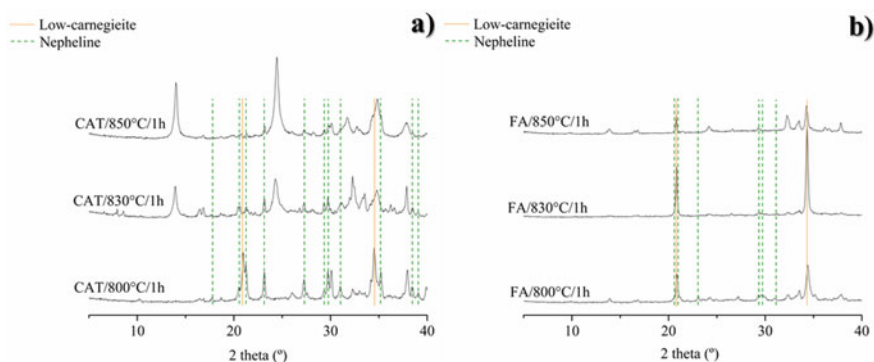 Low-carnegieite
Nepheline
a)
CAT/850°C/1h
CAT/830°C/1h
CAT/800°C/1h
10 20 30 40
2 theta (º)
Low-carnegieite
Nepheline
b)
FA/850°C/1h
FA/830°C/1h
FA/800°C/1h
10 20 30 40
2 theta (º)